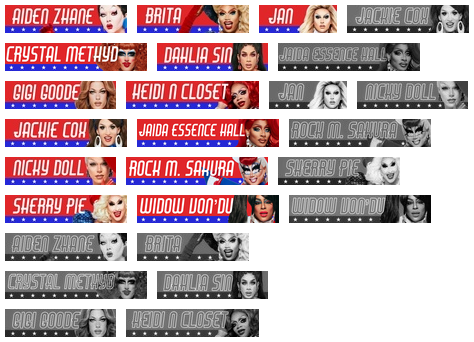 AIDEN ZHANE BRITA JAN JACKIE COX
CRYSTAL METHYD DAHLIA SIN JAIDA ESSENCE HALL
GIGI GOODE HEIDI N CLOSET JAN NICKY DOLL
JACKIE COX JAIDA ESSENCE HALL ROCK M. SAKURA
NICKY DOLL ROCK M. SAKURA SHERRY PIE
SHERRY PIE WIDOW VON'DU WIDOW VON'DU
AIDEN ZHANE BRITA
CRYSTAL METHYD DAHLIA SIN
GIGI GOODE HEIDI N CLOSET